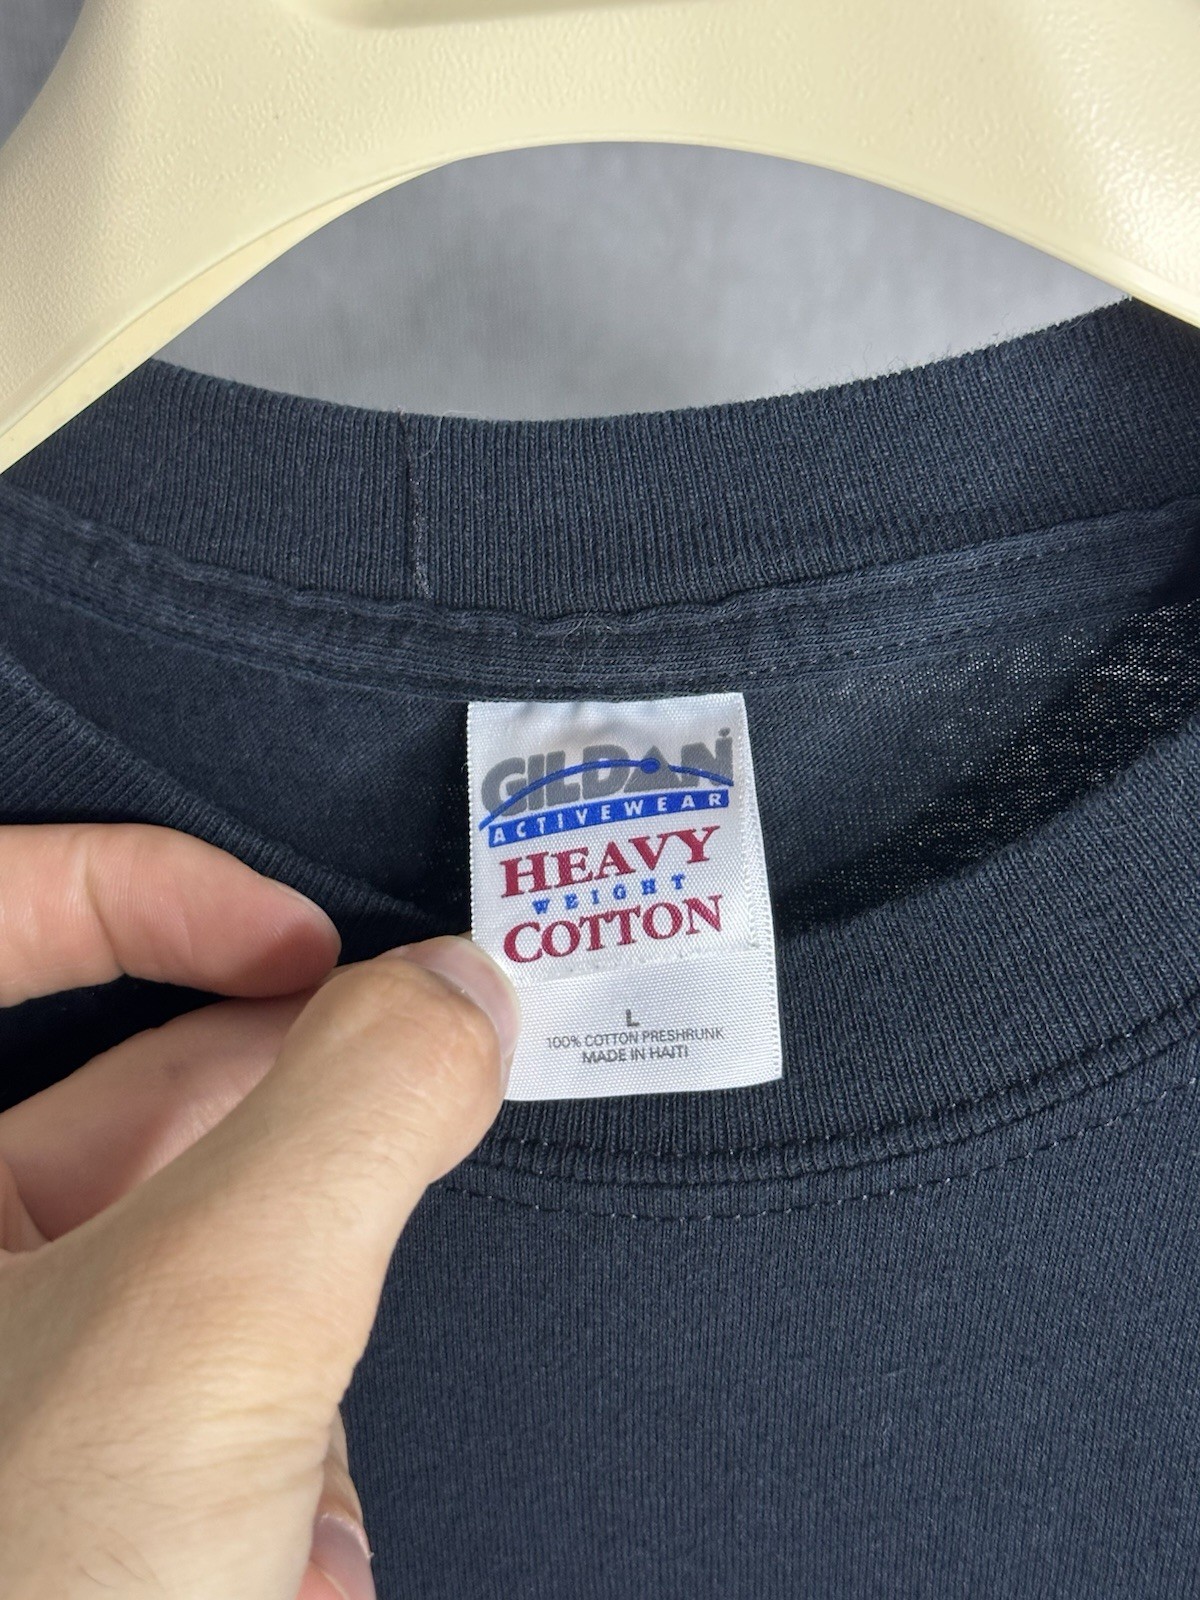 GILDAN
ACTIVEWEAR
HEAVY
WEIGHT
COTTON
L
100% COTTON PRESHRUNK
MADE IN HAITI